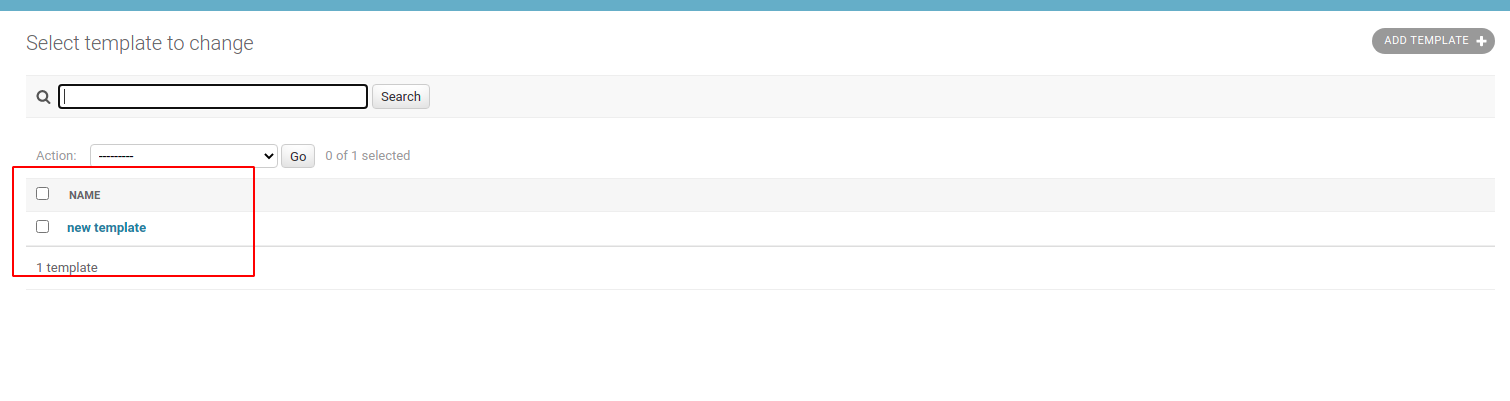 Select template to change
ADD TEMPLATE
Search
Action: --------- Go 0 of 1 selected
NAME
new template
1 template